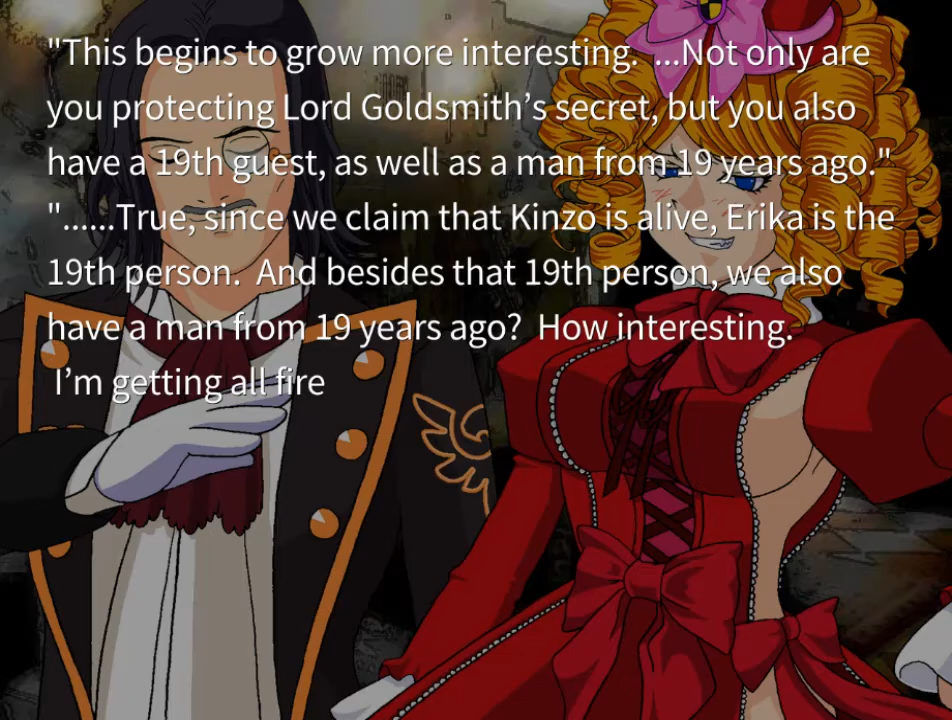 "This begins to grow more interesting.  ...Not only are
you protecting Lord Goldsmith’s secret, but you also
have a 19th guest, as well as a man from 19 years ago."
"......True, since we claim that Kinzo is alive, Erika is the
19th person.  And besides that 19th person, we also
have a man from 19 years ago?  How interesting.
I’m getting all fire